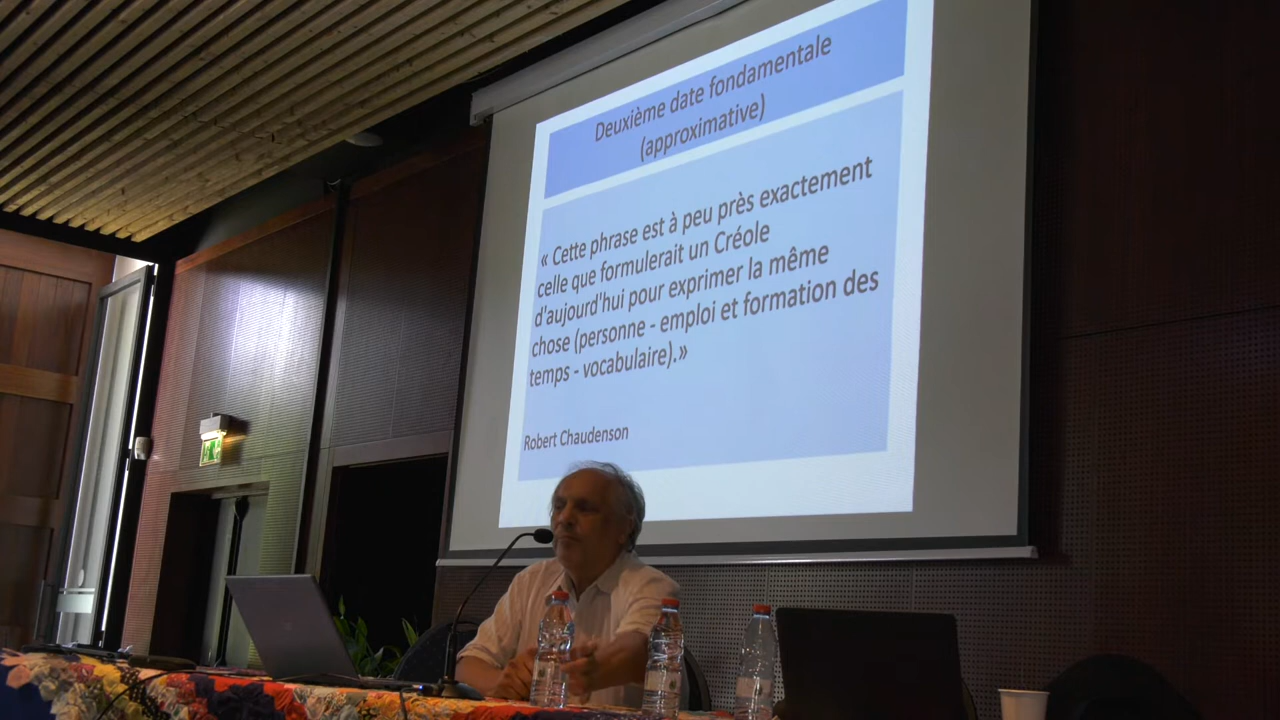 Deuxième date fondamentale
(approximative)
« Cette phrase est à peu près exactement
celle que formulerait un Créole
d'aujourd'hui pour exprimer la même
chose (personne - emploi et formation des
temps - vocabulaire).»
Robert Chaudenson